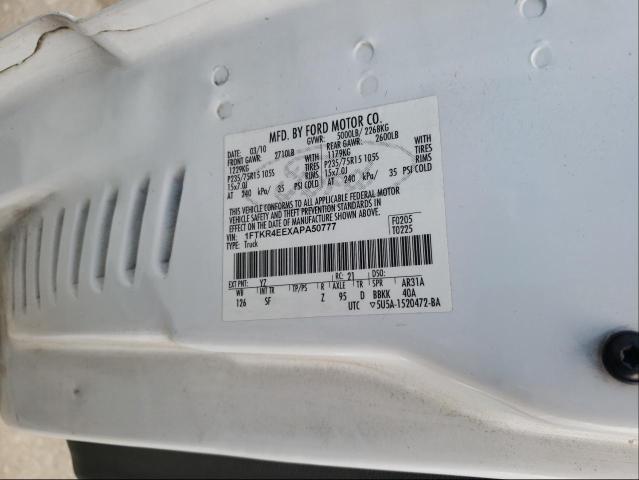 MFD. BY FORD MOTOR CO.
DATE: 03/10 GVWR: 5000LB/ 2268KG
FRONT GAWR: 2710LB REAR GAWR: 2600LB
1229KG 1179KG
P235/75R15 105S TIRES P235/75R15 105S TIRES
15x7.0J RIMS 15x7.0J RIMS
AT 240 kPa/ 35 PSI COLD AT 240 kPa/ 35 PSI COLD
THIS VEHICLE CONFORMS TO ALL APPLICABLE FEDERAL MOTOR
VEHICLE SAFETY AND THEFT PREVENTION STANDARDS IN EFFECT
ON THE DATE OF MANUFACTURE SHOWN ABOVE.
VIN: 1FTKR4EEXAPA50777 F0205
TYPE: Truck T0225
EXT PNT: YZ RC: 21 DSO:
WB INT TR TP/PS R AXLE TR SPR AR31A
126 SF Z 95 D BBKK 40A
UTC ▽5U5A-1520472-BA